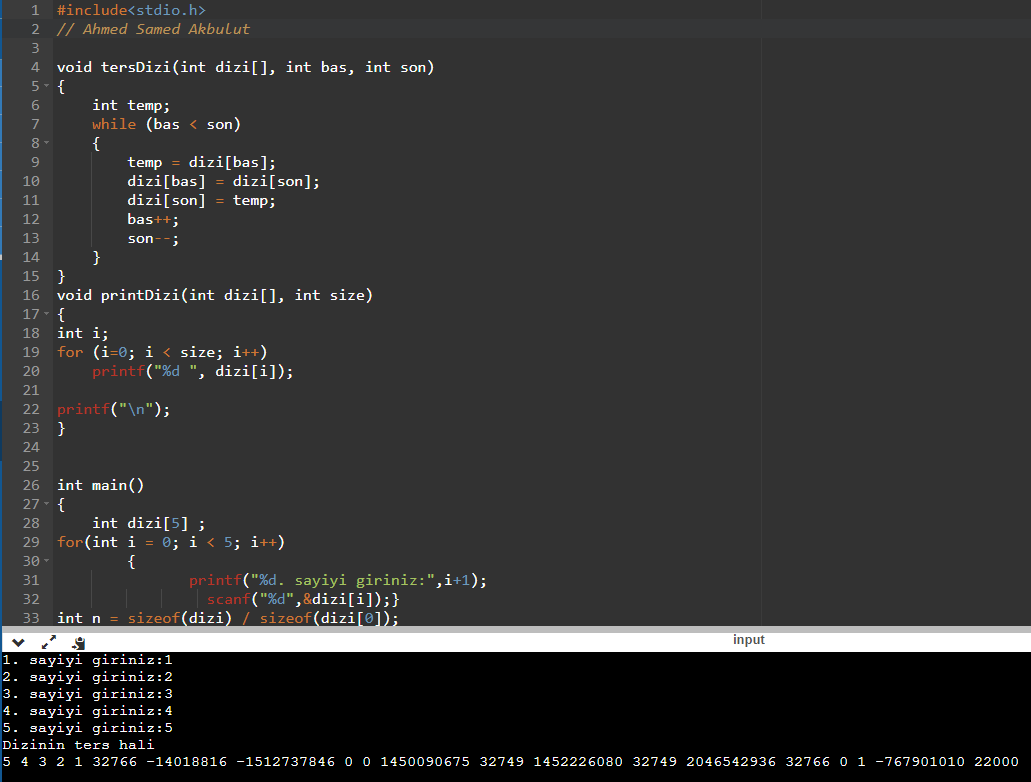 1 #include<stdio.h>
2 // Ahmed Samed Akbulut
3
4 void tersDizi(int dizi[], int bas, int son)
5 {
6 int temp;
7 while (bas < son)
8 {
9 temp = dizi[bas];
10 dizi[bas] = dizi[son];
11 dizi[son] = temp;
12 bas++;
13 son--;
14 }
15 }
16 void printDizi(int dizi[], int size)
17 {
18 int i;
19 for (i=0; i < size; i++)
20 printf("%d ", dizi[i]);
21
22 printf("\n");
23 }
24
25
26 int main()
27 {
28 int dizi[5] ;
29 for(int i = 0; i < 5; i++)
30 {
31 printf("%d. sayiyi giriniz:",i+1);
32 scanf("%d",&dizi[i]);}
33 int n = sizeof(dizi) / sizeof(dizi[0]);
input
1. sayiyi giriniz:1
2. sayiyi giriniz:2
3. sayiyi giriniz:3
4. sayiyi giriniz:4
5. sayiyi giriniz:5
Dizinin ters hali
5 4 3 2 1 32766 -14018816 -1512737846 0 0 1450090675 32749 1452226080 32749 2046542936 32766 0 1 -767901010 22000